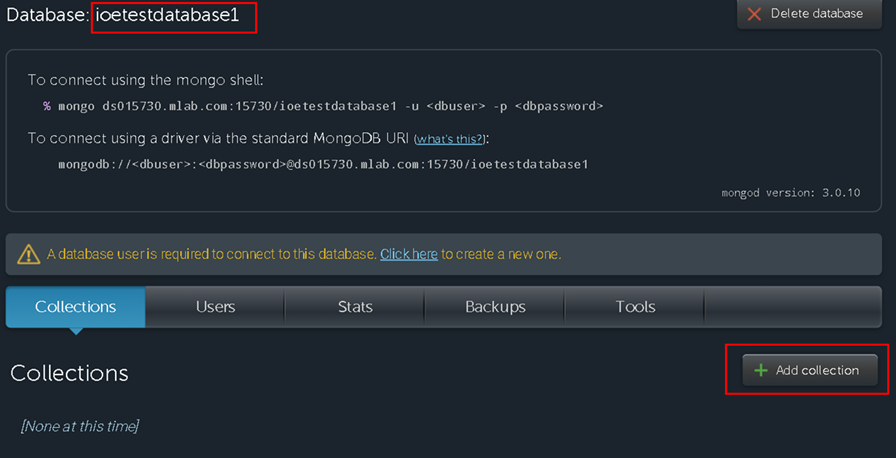 Database: ioetestdatabase1
Delete database
To connect using the mongo shell:
% mongo ds015730.mlab.com:15730/ioetestdatabase1 -u <dbuser> -p <dbpassword>
To connect using a driver via the standard MongoDB URI (what's this?):
mongodb://<dbuser>:<dbpassword>@ds015730.mlab.com:15730/ioetestdatabase1
mongod version: 3.0.10
A database user is required to connect to this database. Click here to create a new one.
Collections Users Stats Backups Tools
Collections
Add collection
[None at this time]